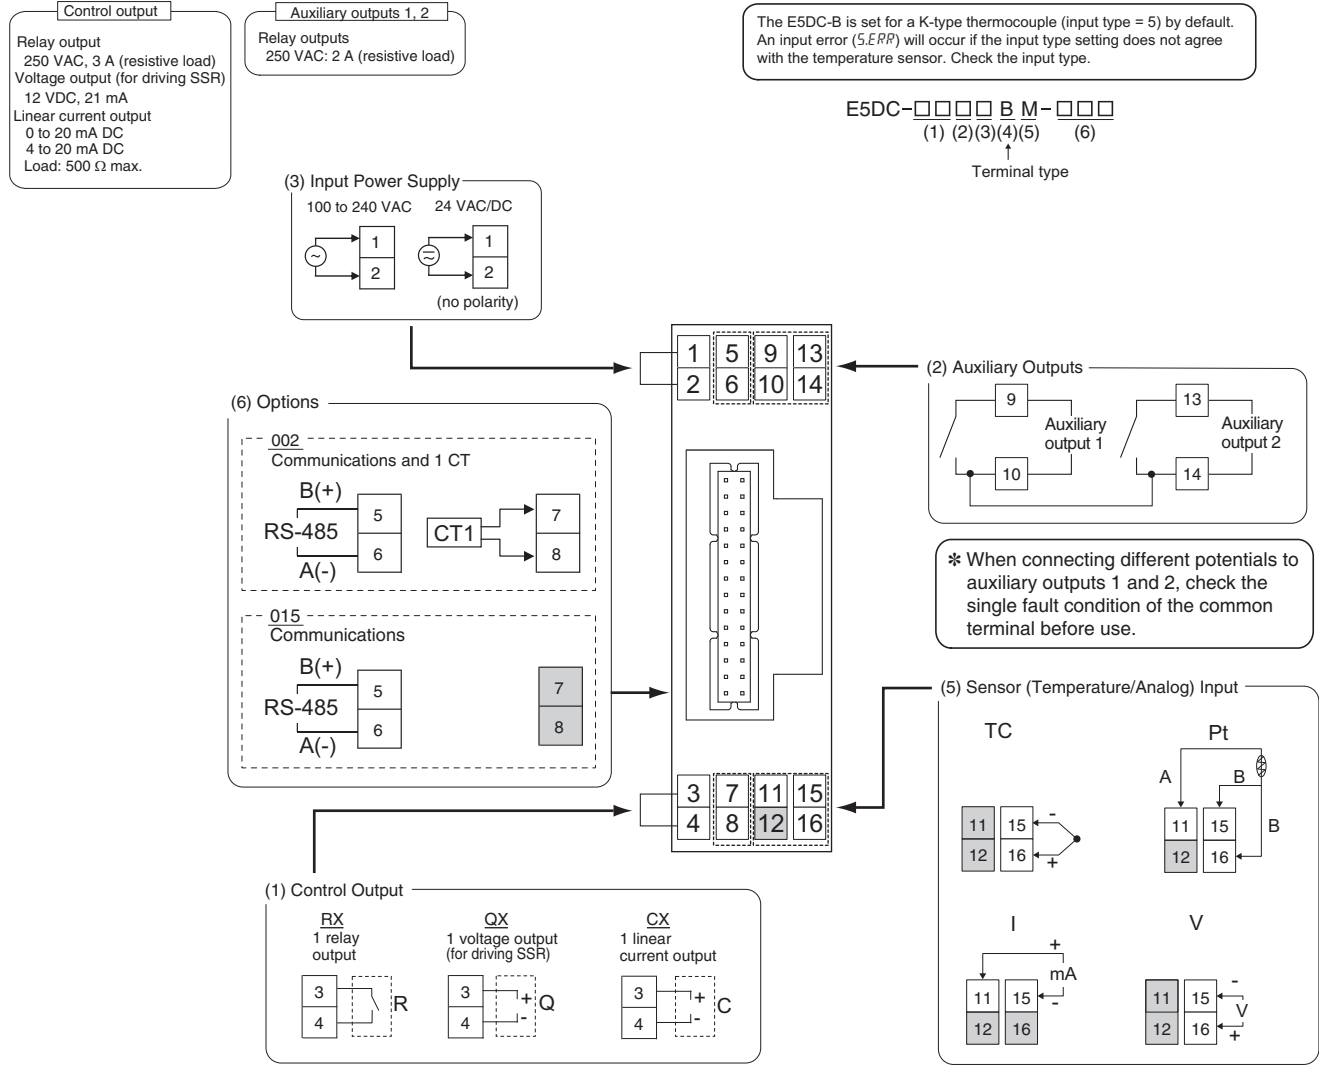 Control output
Relay output
250 VAC, 3 A (resistive load)
Voltage output (for driving SSR)
12 VDC, 21 mA
Linear current output
0 to 20 mA DC
4 to 20 mA DC
Load: 500 Ω max.
Auxiliary outputs 1, 2
Relay outputs
250 VAC: 2 A (resistive load)
The E5DC-B is set for a K-type thermocouple (input type = 5) by default.
An input error (S.ERR) will occur if the input type setting does not agree
with the temperature sensor. Check the input type.
E5DC-□□□□ B M-□□□
(1) (2)(3)(4)(5) (6)
Terminal type
(3) Input Power Supply
100 to 240 VAC 24 VAC/DC
1 1
2 2
(no polarity)
1 5 9 13
2 6 10 14
(2) Auxiliary Outputs
9 13
Auxiliary
output 1
Auxiliary
output 2
10 14
(6) Options
002
Communications and 1 CT
B(+)
RS-485
A(-)
5
6
CT1
7
8
015
Communications
B(+)
RS-485
A(-)
5
6
7
8
✽ When connecting different potentials to
auxiliary outputs 1 and 2, check the
single fault condition of the common
terminal before use.
3 7 11 15
4 8 12 16
(5) Sensor (Temperature/Analog) Input
TC
11 15 -
12 16 +
Pt
A B
B
11 15
12 16
I
+
mA
-
11 15
12 16
V
-
V
+
11 15
12 16
(1) Control Output
RX
1 relay
output
3
4
R
QX
1 voltage output
(for driving SSR)
3 +
4 -
Q
CX
1 linear
current output
3 +
4 -
C